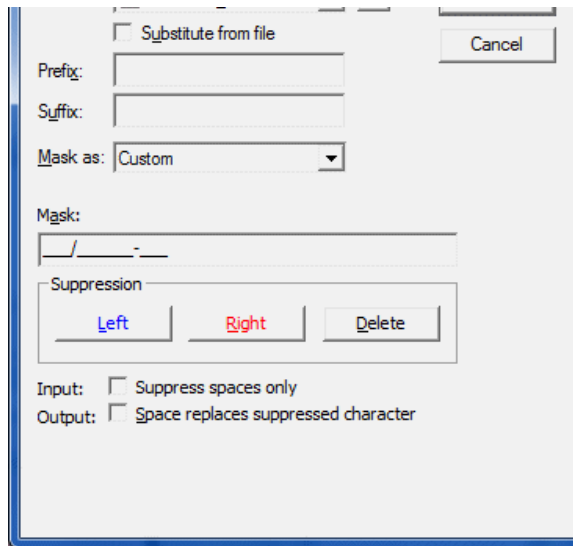 Substitute from file
Cancel
Prefix:
Suffix:
Mask as: Custom
Mask:
___/______-___
Suppression
Left Right Delete
Input: Suppress spaces only
Output: Space replaces suppressed character